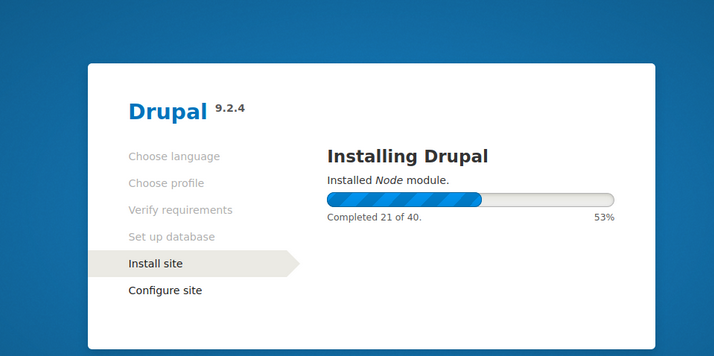 Drupal 9.2.4
Choose language
Choose profile
Verify requirements
Set up database
Install site
Configure site
Installing Drupal
Installed Node module.
Completed 21 of 40. 53%